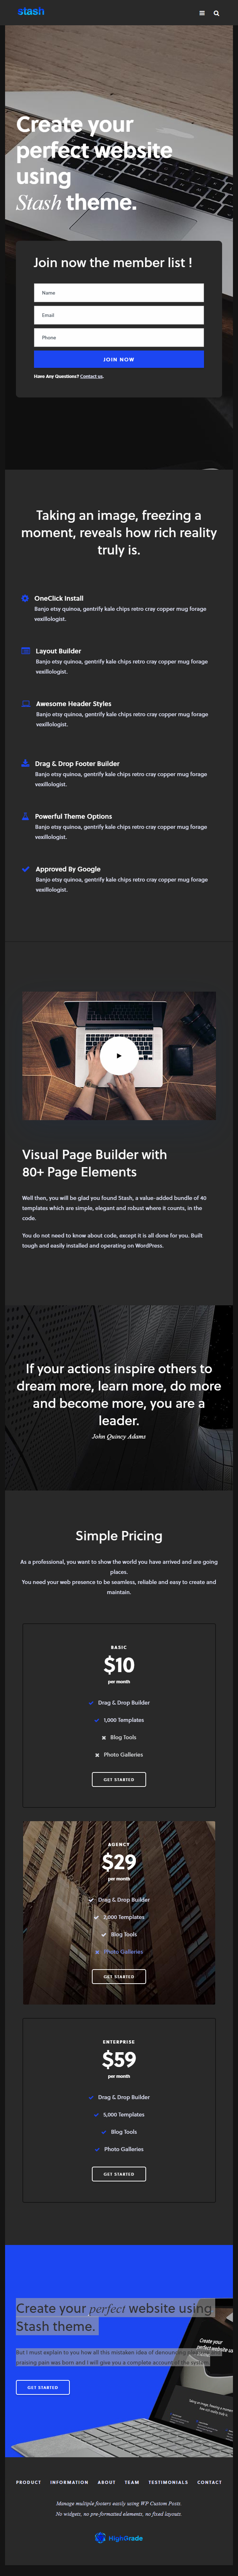 stash
Create your
perfect website
using
Stash theme.
Join now the member list !
Name
Email
Phone
JOIN NOW
Have Any Questions? Contact us.
Taking an image, freezing a
moment, reveals how rich reality
truly is.
OneClick Install
Banjo etsy quinoa, gentrify kale chips retro cray copper mug forage
vexillologist.
Layout Builder
Banjo etsy quinoa, gentrify kale chips retro cray copper mug forage
vexillologist.
Awesome Header Styles
Banjo etsy quinoa, gentrify kale chips retro cray copper mug forage
vexillologist.
Drag & Drop Footer Builder
Banjo etsy quinoa, gentrify kale chips retro cray copper mug forage
vexillologist.
Powerful Theme Options
Banjo etsy quinoa, gentrify kale chips retro cray copper mug forage
vexillologist.
Approved By Google
Banjo etsy quinoa, gentrify kale chips retro cray copper mug forage
vexillologist.
Visual Page Builder with
80+ Page Elements
Well then, you will be glad you found Stash, a value-added bundle of 40
templates which are simple, elegant and robust where it counts, in the
code.
You do not need to know about code, except it is all done for you. Built
tough and easily installed and operating on WordPress.
If your actions inspire others to
dream more, learn more, do more
and become more, you are a
leader.
John Quincy Adams
Simple Pricing
As a professional, you want to show the world you have arrived and are going
places.
You need your web presence to be seamless, reliable and easy to create and
maintain.
BASIC
$10
per month
Drag & Drop Builder
1,000 Templates
Blog Tools
Photo Galleries
GET STARTED
AGENCY
$29
per month
Drag & Drop Builder
2,000 Templates
Blog Tools
Photo Galleries
GET STARTED
ENTERPRISE
$59
per month
Drag & Drop Builder
5,000 Templates
Blog Tools
Photo Galleries
GET STARTED
Create your perfect website using
Stash theme.
But I must explain to you how all this mistaken idea of denouncing
praising pain was born and I will give you a complete account of the
GET STARTED
Create your
perfect website
PRODUCT INFORMATION ABOUT TEAM TESTIMONIALS CONTACT
Manage multiple footers easily using WP Custom Posts.
No widgets, no pre-formatted elements, no fixed layouts.
HighGrade